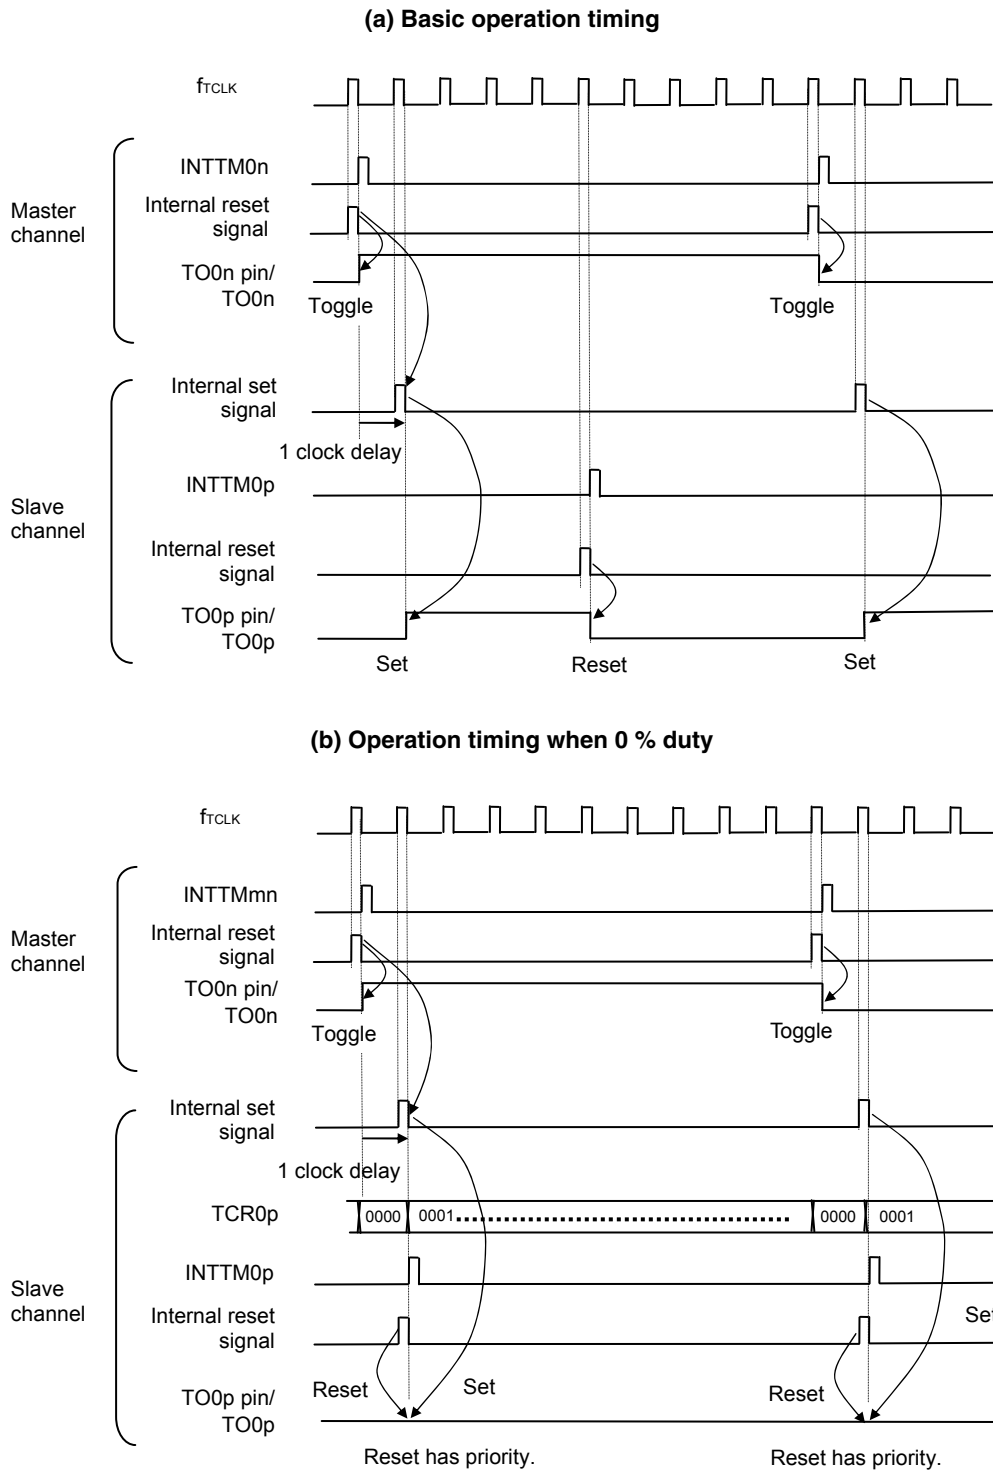 (a) Basic operation timing
fTCLK
INTTM0n
Master
channel
Internal reset
signal
TO0n pin/
TO0n
Toggle
Toggle
Internal set
signal
1 clock delay
INTTM0p
Slave
channel
Internal reset
signal
TO0p pin/
TO0p
Set
Reset
Set
(b) Operation timing when 0 % duty
fTCLK
INTTMmn
Master
channel
Internal reset
signal
TO0n pin/
TO0n
Toggle
Toggle
Internal set
signal
1 clock delay
TCR0p
0000
0001
0000
0001
INTTM0p
Slave
channel
Internal reset
signal
Set
Reset
Set
Reset
TO0p pin/
TO0p
Reset has priority.
Reset has priority.